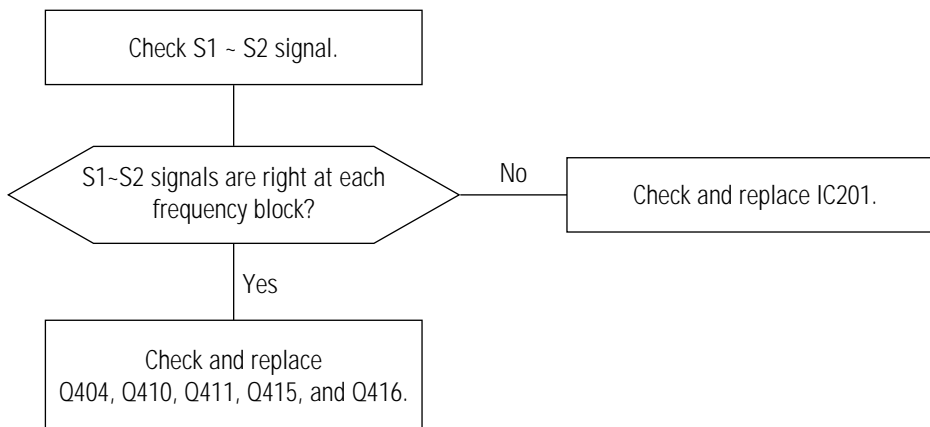 Check S1 ~ S2 signal.
S1~S2 signals are right at each
frequency block?
No
Check and replace IC201.
Yes
Check and replace
Q404, Q410, Q411, Q415, and Q416.